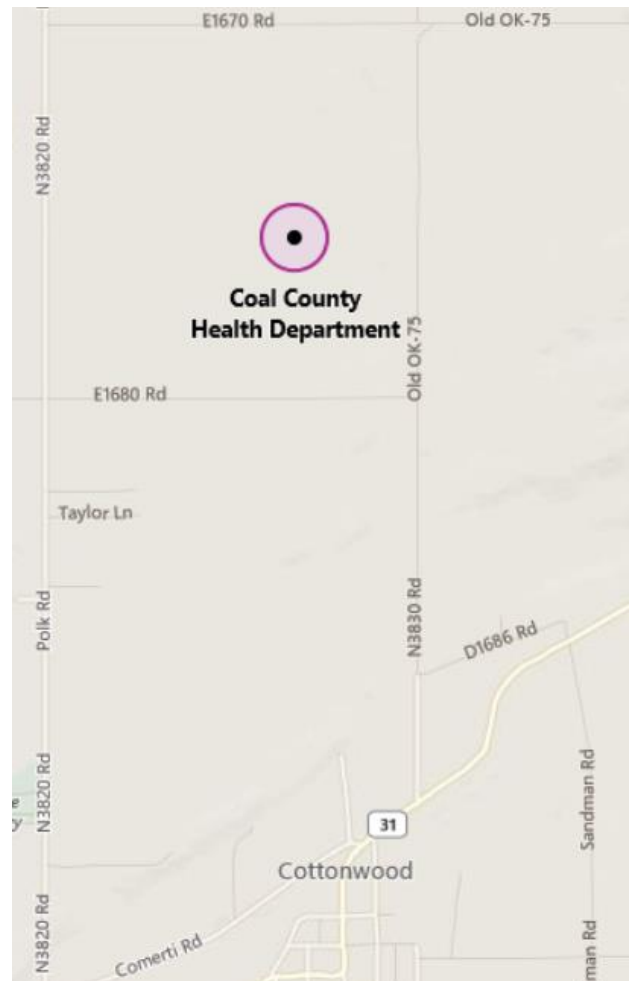 E1670 Rd
Old OK-75
N3820 Rd
Coal County
Health Department
Old OK-75
E1680 Rd
Taylor Ln
Polk Rd
N3830 Rd
D1686 Rd
N3820 Rd
Sandman Rd
31
Cottonwood
N3820 Rd
Comerti Rd
man Rd